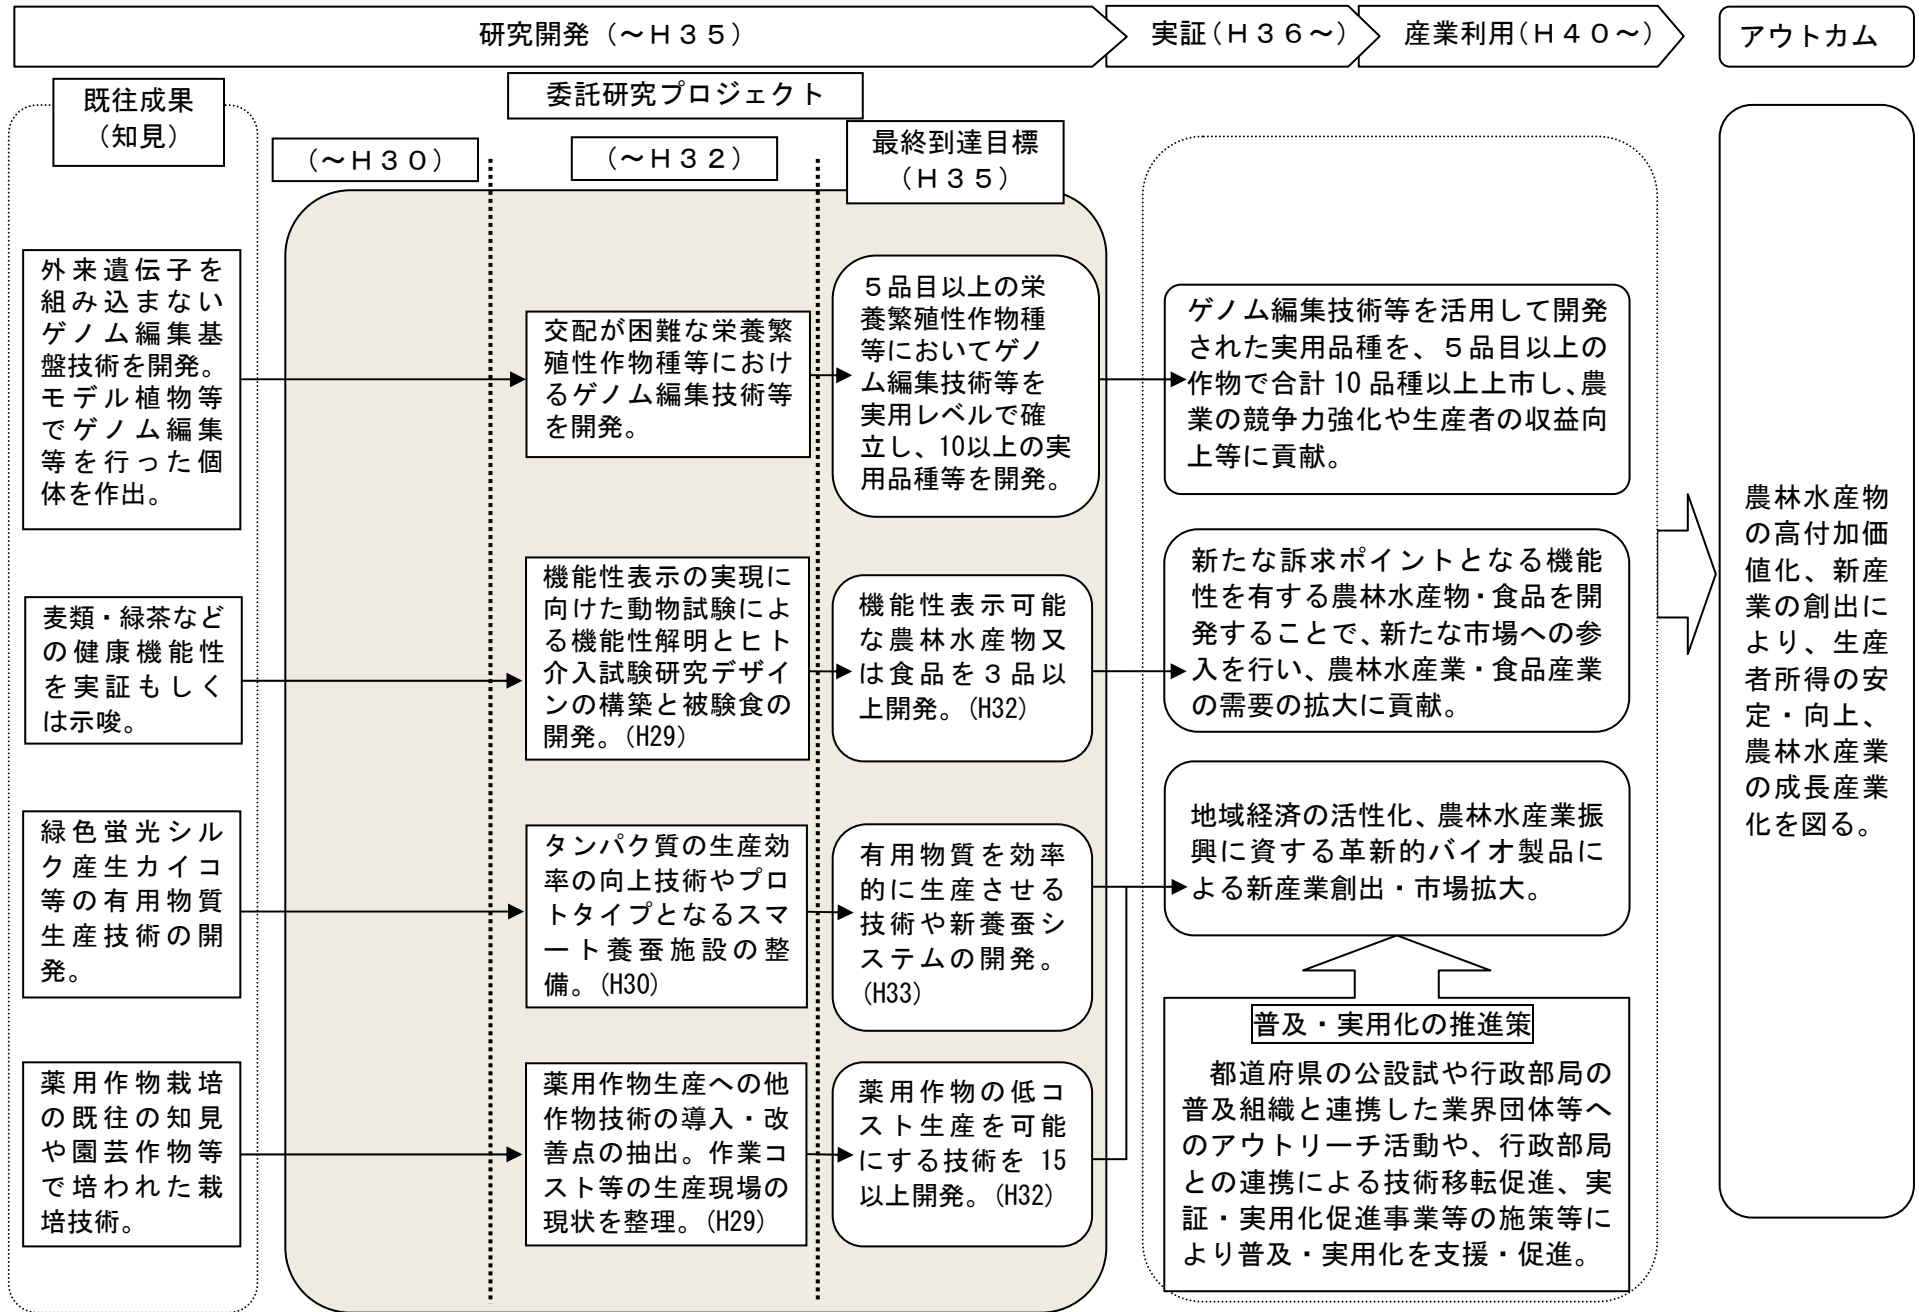 研究開発（～Ｈ３５）
実証(Ｈ３６～)
産業利用(Ｈ４０～)
アウトカム
既往成果
（知見）
委託研究プロジェクト
（～Ｈ３０）
（～Ｈ３２）
最終到達目標
（Ｈ３５）
外来遺伝子を
組み込まない
ゲノム編集基
盤技術を開発。
モデル植物等
でゲノム編集
等を行った個
体を作出。
交配が困難な栄養繁
殖性作物種等におけ
るゲノム編集技術等
を開発。
５品目以上の栄
養繁殖性作物種
等においてゲノ
ム編集技術等を
実用レベルで確
立し、10以上の実
用品種等を開発。
ゲノム編集技術等を活用して開発
された実用品種を、５品目以上の
作物で合計 10 品種以上上市し、農
業の競争力強化や生産者の収益向
上等に貢献。
麦類・緑茶など
の健康機能性
を実証もしく
は示唆。
機能性表示の実現に
向けた動物試験によ
る機能性解明とヒト
介入試験研究デザイ
ンの構築と被験食の
開発。(H29)
機能性表示可能
な農林水産物又
は食品を３品以
上開発。(H32)
新たな訴求ポイントとなる機能
性を有する農林水産物・食品を開
発することで、新たな市場への参
入を行い、農林水産業・食品産業
の需要の拡大に貢献。
緑色蛍光シル
ク産生カイコ
等の有用物質
生産技術の開
発。
タンパク質の生産効
率の向上技術やプロ
トタイプとなるスマ
ート養蚕施設の整
備。(H30)
有用物質を効率
的に生産させる
技術や新養蚕シ
ステムの開発。
(H33)
地域経済の活性化、農林水産業振
興に資する革新的バイオ製品に
よる新産業創出・市場拡大。
薬用作物栽培
の既往の知見
や園芸作物等
で培われた栽
培技術。
薬用作物生産への他
作物技術の導入・改
善点の抽出。作業コ
スト等の生産現場の
現状を整理。(H29)
薬用作物の低コ
スト生産を可能
にする技術を 15
以上開発。(H32)
普及・実用化の推進策
都道府県の公設試や行政部局の
普及組織と連携した業界団体等へ
のアウトリーチ活動や、行政部局
との連携による技術移転促進、実
証・実用化促進事業等の施策等に
より普及・実用化を支援・促進。
農林水産物
の高付加価
値化、新産
業の創出に
より、生産
者所得の安
定・向上、
農林水産業
の成長産業
化を図る。